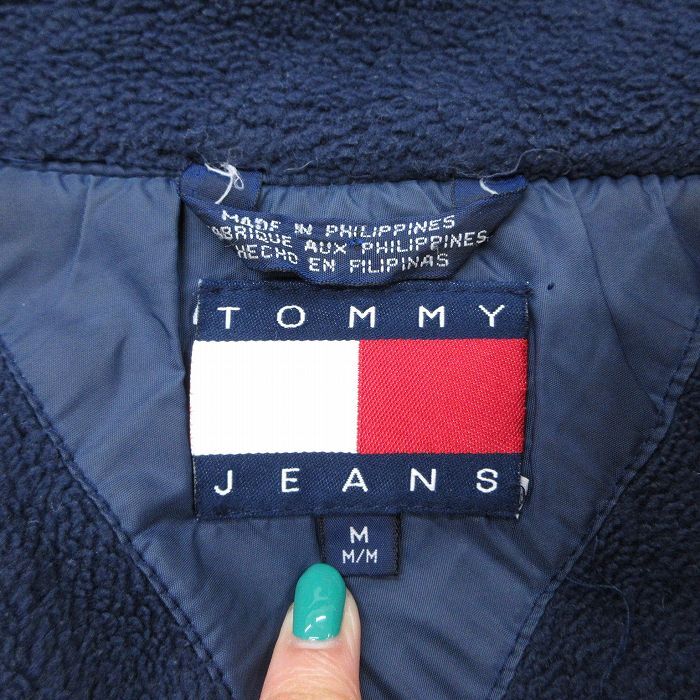 MADE IN PHILIPPINES
FABRIQUE AUX PHILIPPINES
HECHO EN FILIPINAS
TOMMY
JEANS
M
M/M